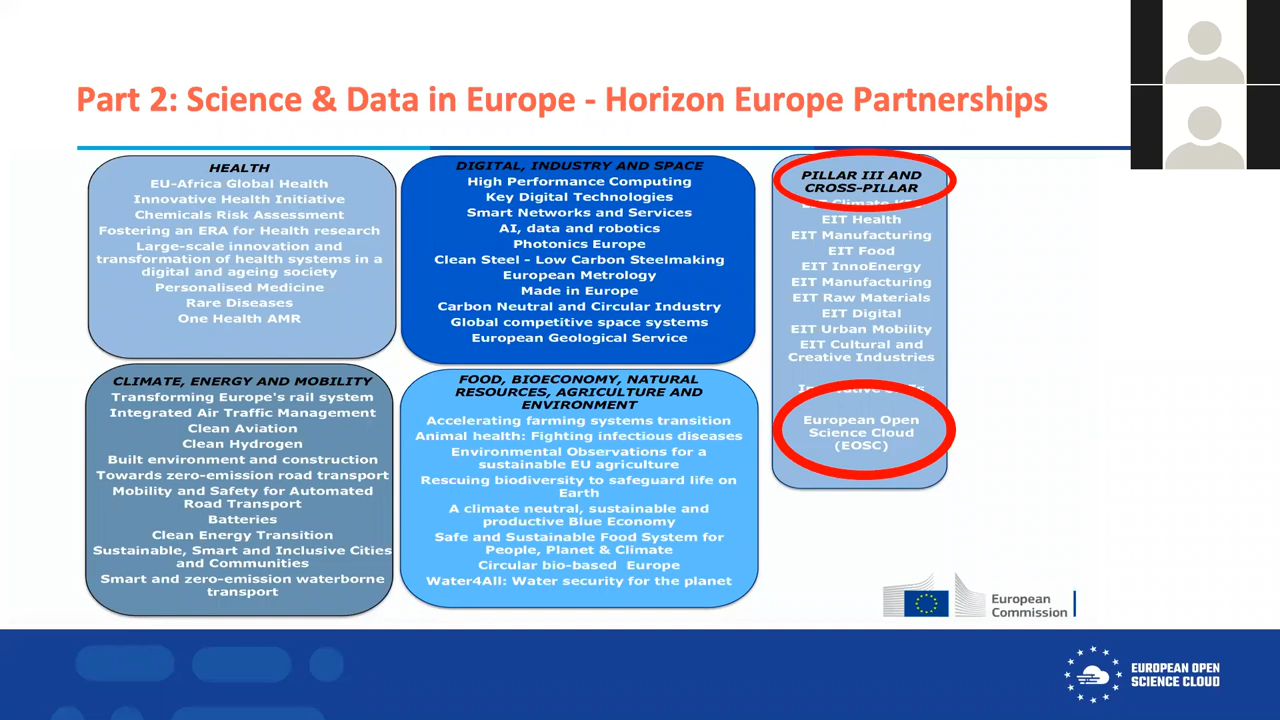 Part 2: Science & Data in Europe - Horizon Europe Partnerships
HEALTH
EU-Africa Global Health
Innovative Health Initiative
Chemicals Risk Assessment
Fostering an ERA for Health research
Large-scale innovation and
transformation of health systems in a
digital and ageing society
Personalised Medicine
Rare Diseases
One Health AMR
DIGITAL, INDUSTRY AND SPACE
High Performance Computing
Key Digital Technologies
Smart Networks and Services
AI, data and robotics
Photonics Europe
Clean Steel - Low Carbon Steelmaking
European Metrology
Made in Europe
Carbon Neutral and Circular Industry
Global competitive space systems
European Geological Service
PILLAR III AND
CROSS-PILLAR
EIT Climate
EIT Health
EIT Manufacturing
EIT Food
EIT InnoEnergy
EIT Manufacturing
EIT Raw Materials
EIT Digital
EIT Urban Mobility
EIT Cultural and
Creative Industries
European Open
Science Cloud
(EOSC)
CLIMATE, ENERGY AND MOBILITY
Transforming Europe's rail system
Integrated Air Traffic Management
Clean Aviation
Clean Hydrogen
Built environment and construction
Towards zero-emission road transport
Mobility and Safety for Automated
Road Transport
Batteries
Clean Energy Transition
Sustainable, Smart and Inclusive Cities
and Communities
Smart and zero-emission waterborne
transport
FOOD, BIOECONOMY, NATURAL
RESOURCES, AGRICULTURE AND
ENVIRONMENT
Accelerating farming systems transition
Animal health: Fighting infectious diseases
Environmental Observations for a
sustainable EU agriculture
Rescuing biodiversity to safeguard life on
Earth
A climate neutral, sustainable and
productive Blue Economy
Safe and Sustainable Food System for
People, Planet & Climate
Circular bio-based Europe
Water4All: Water security for the planet
European
Commission
EUROPEAN OPEN
SCIENCE CLOUD